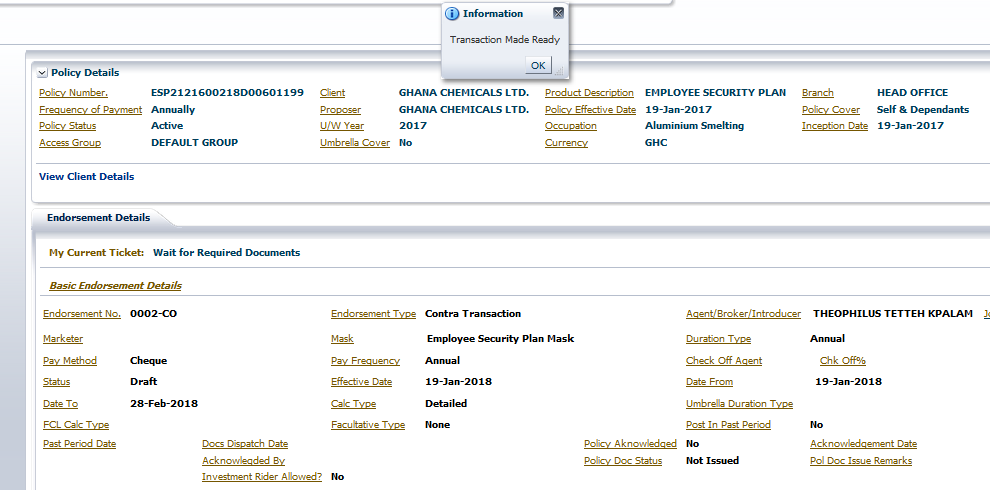 Information
Transaction Made Ready
OK
Policy Details
Policy Number. ESP2121600218D00601199 Client GHANA CHEMICALS LTD. Product Description EMPLOYEE SECURITY PLAN Branch HEAD OFFICE
Frequency of Payment Annually Proposer GHANA CHEMICALS LTD. Policy Effective Date 19-Jan-2017 Policy Cover Self & Dependants
Policy Status Active U/W Year 2017 Occupation Aluminium Smelting Inception Date 19-Jan-2017
Access Group DEFAULT GROUP Umbrella Cover No Currency GHC
View Client Details
Endorsement Details
My Current Ticket: Wait for Required Documents
Basic Endorsement Details
Endorsement No. 0002-CO Endorsement Type Contra Transaction Agent/Broker/Introducer THEOPHILUS TETTEH KPALAM
Marketer Mask Employee Security Plan Mask Duration Type Annual
Pay Method Cheque Pay Frequency Annual Check Off Agent Chk Off%
Status Draft Effective Date 19-Jan-2018 Date From 19-Jan-2018
Date To 28-Feb-2018 Calc Type Detailed Umbrella Duration Type
FCL Calc Type Facultative Type None Post In Past Period No
Past Period Date Docs Dispatch Date Policy Aknowledged No Acknowledgement Date
Acknowlegded By Policy Doc Status Not Issued Pol Doc Issue Remarks
Investment Rider Allowed? No